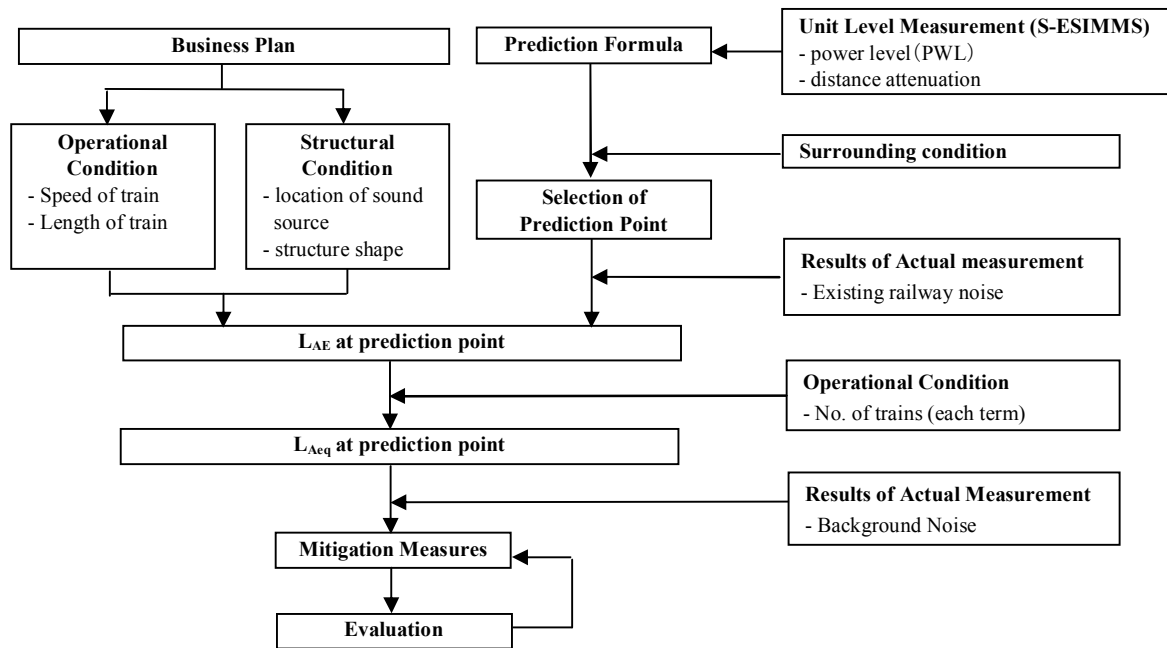 Business Plan
Prediction Formula
Unit Level Measurement (S-ESIMMS)
- power level（PWL）
- distance attenuation
Operational
Condition
- Speed of train
- Length of train
Structural
Condition
- location of sound
source
- structure shape
Surrounding condition
Selection of
Prediction Point
Results of Actual measurement
- Existing railway noise
LAE at prediction point
Operational Condition
- No. of trains (each term)
LAeq at prediction point
Results of Actual Measurement
- Background Noise
Mitigation Measures
Evaluation